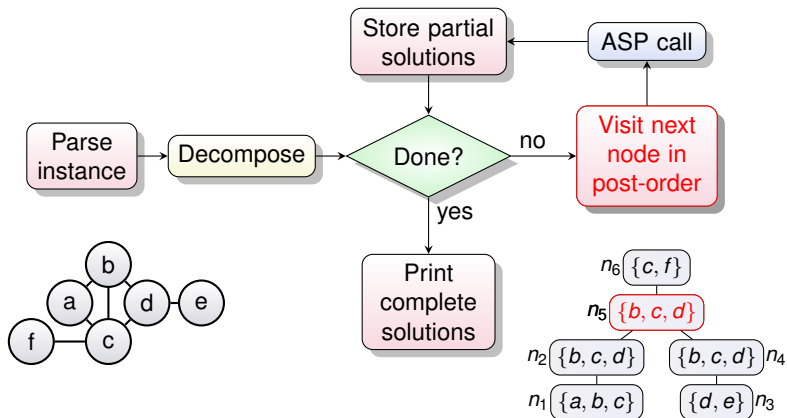 Store partial
solutions
ASP call
Parse
instance
Decompose
Done?
no
Visit next
node in
post-order
yes
Print
complete
solutions
b
a
d
e
f
c
n6 {c, f}
n5 {b, c, d}
n2 {b, c, d}
{b, c, d} n4
n1 {a, b, c}
{d, e} n3